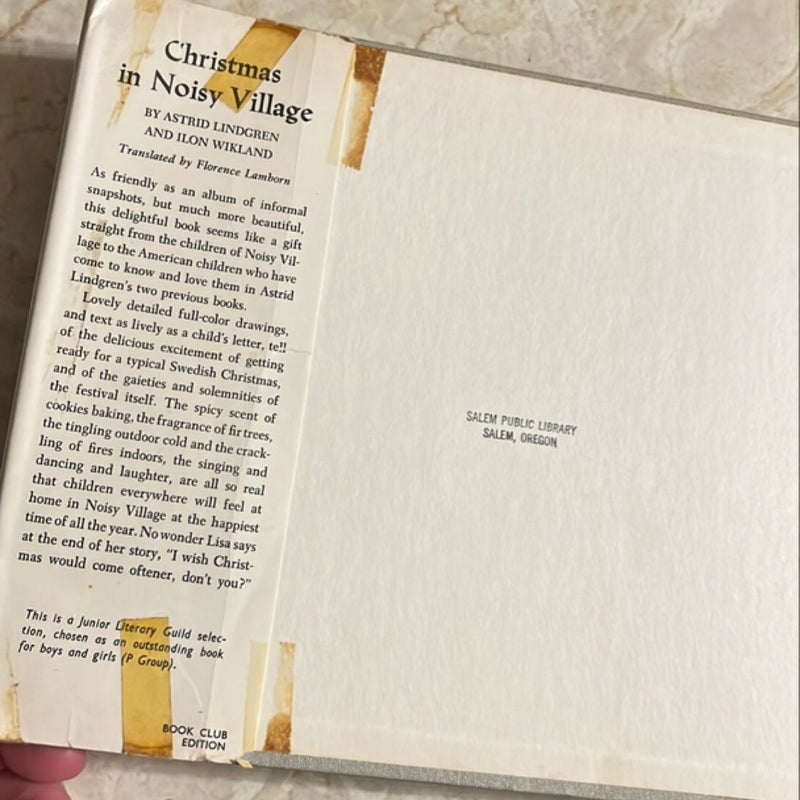 Christmas
in Noisy Village
BY ASTRID LINDGREN
AND ILON WIKLAND
Translated by Florence Lamborn
As friendly as an album of informal
snapshots, but much more beautiful,
this delightful book seems like a gift
straight from the children of Noisy Vil-
lage to the American children who have
come to know and love them in Astrid
Lindgren's two previous books.
Lovely detailed full-color drawings,
and text as lively as a child's letter, tell
of the delicious excitement of getting
ready for a typical Swedish Christmas,
and of the gaieties and solemnities of
the festival itself. The spicy scent of
cookies baking, the fragrance of fir trees,
the tingling outdoor cold and the crack-
ling of fires indoors, the singing and
dancing and laughter, are all so real
that children everywhere will feel at
home in Noisy Village at the happiest
time of all the year. No wonder Lisa says
at the end of her story, "I wish Christ-
mas would come oftener, don't you?"
This is a Junior Literary Guild selec-
tion, chosen as an outstanding book
for boys and girls (P Group).
BOOK CLUB
EDITION
SALEM PUBLIC LIBRARY
SALEM, OREGON